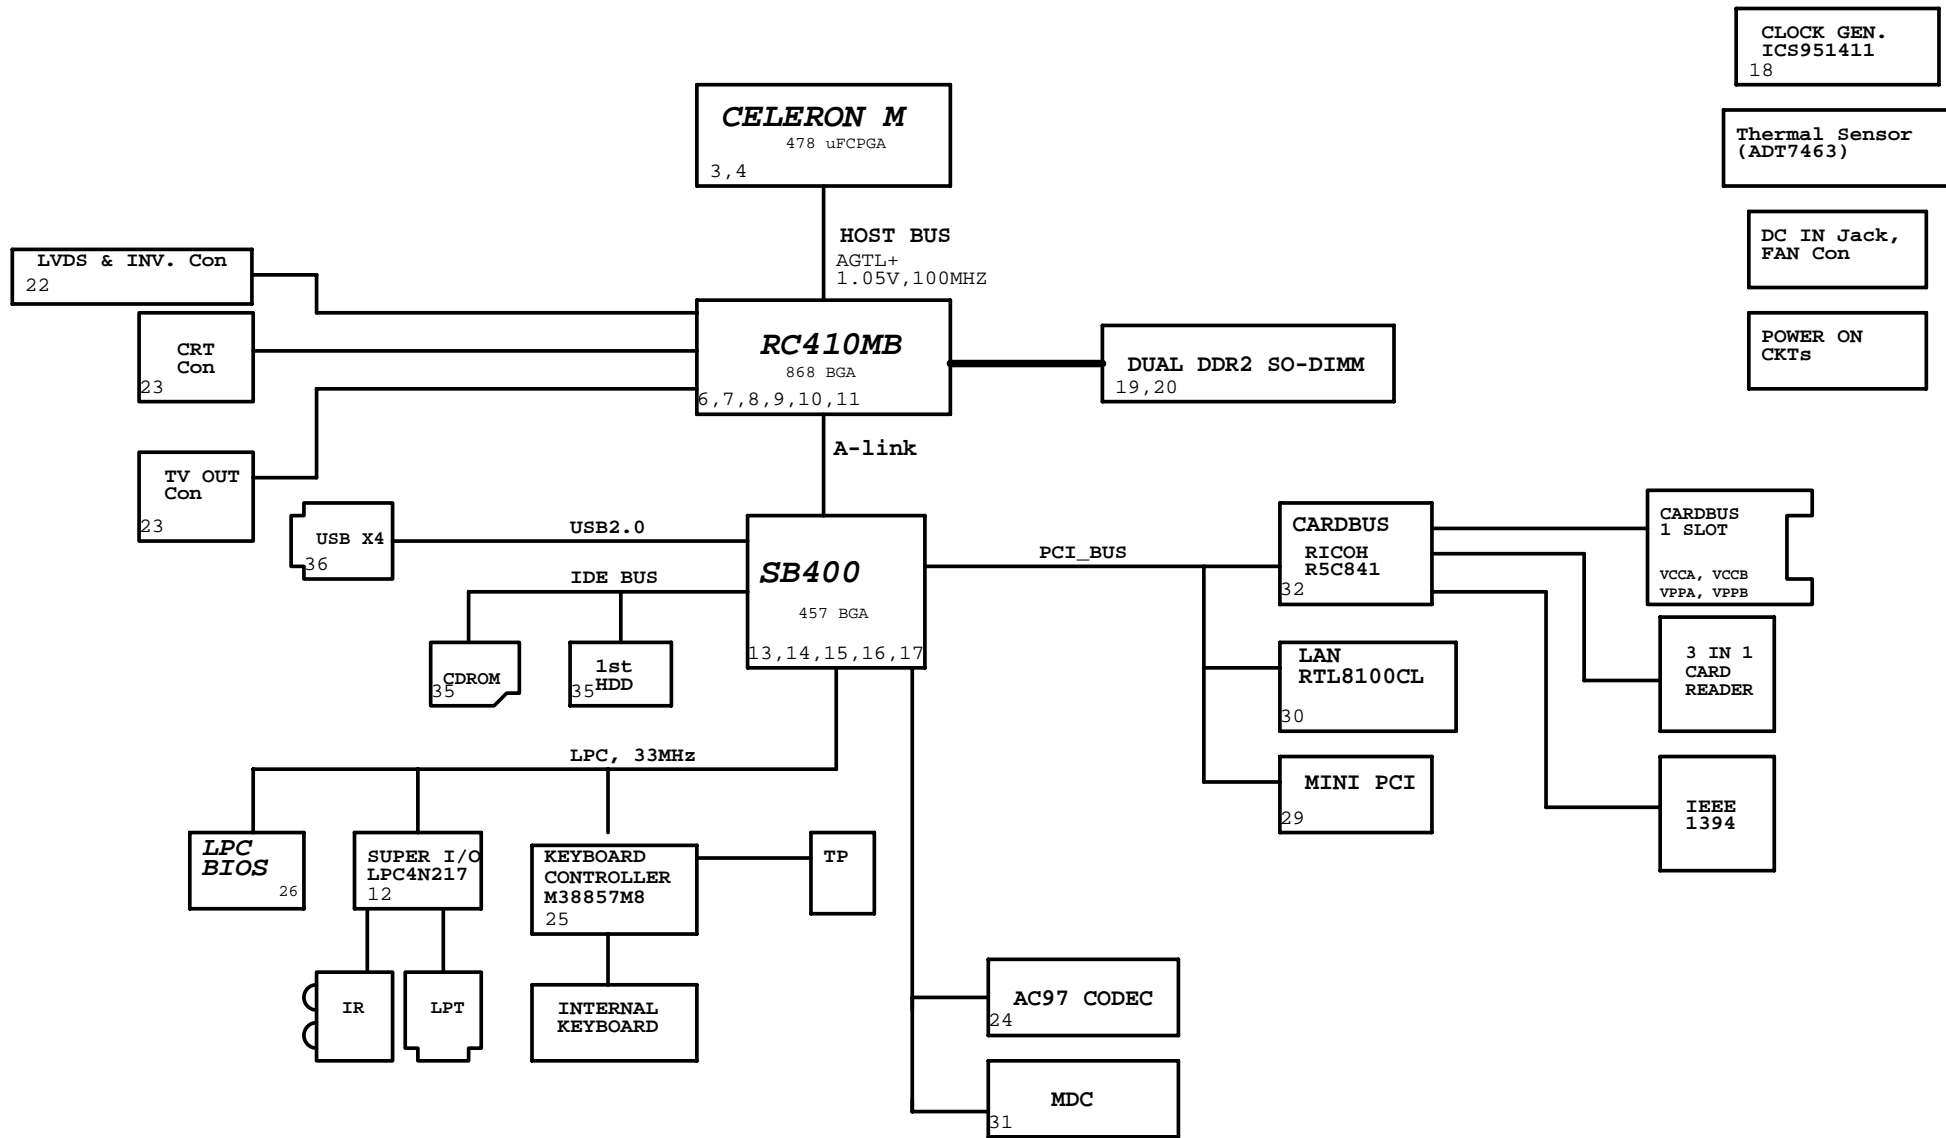 CLOCK GEN.
ICS951411
18
Thermal Sensor
(ADT7463)
DC IN Jack,
FAN Con
POWER ON
CKTs
CELERON M
478 uFCPGA
3,4
HOST BUS
AGTL+
1.05V,100MHZ
LVDS & INV. Con
22
CRT
Con
23
TV OUT
Con
23
RC410MB
868 BGA
6,7,8,9,10,11
DUAL DDR2 SO-DIMM
19,20
A-link
USB X4
36
USB2.0
IDE BUS
SB400
457 BGA
13,14,15,16,17
CDROM
35
1st
HDD
35
PCI_BUS
CARDBUS
RICOH
R5C841
32
CARDBUS
1 SLOT
VCCA, VCCB
VPPA, VPPB
3 IN 1
CARD
READER
LAN
RTL8100CL
30
MINI PCI
29
IEEE
1394
LPC, 33MHz
LPC
BIOS
26
SUPER I/O
LPC4N217
12
KEYBOARD
CONTROLLER
M38857M8
25
TP
IR
LPT
INTERNAL
KEYBOARD
AC97 CODEC
24
MDC
31